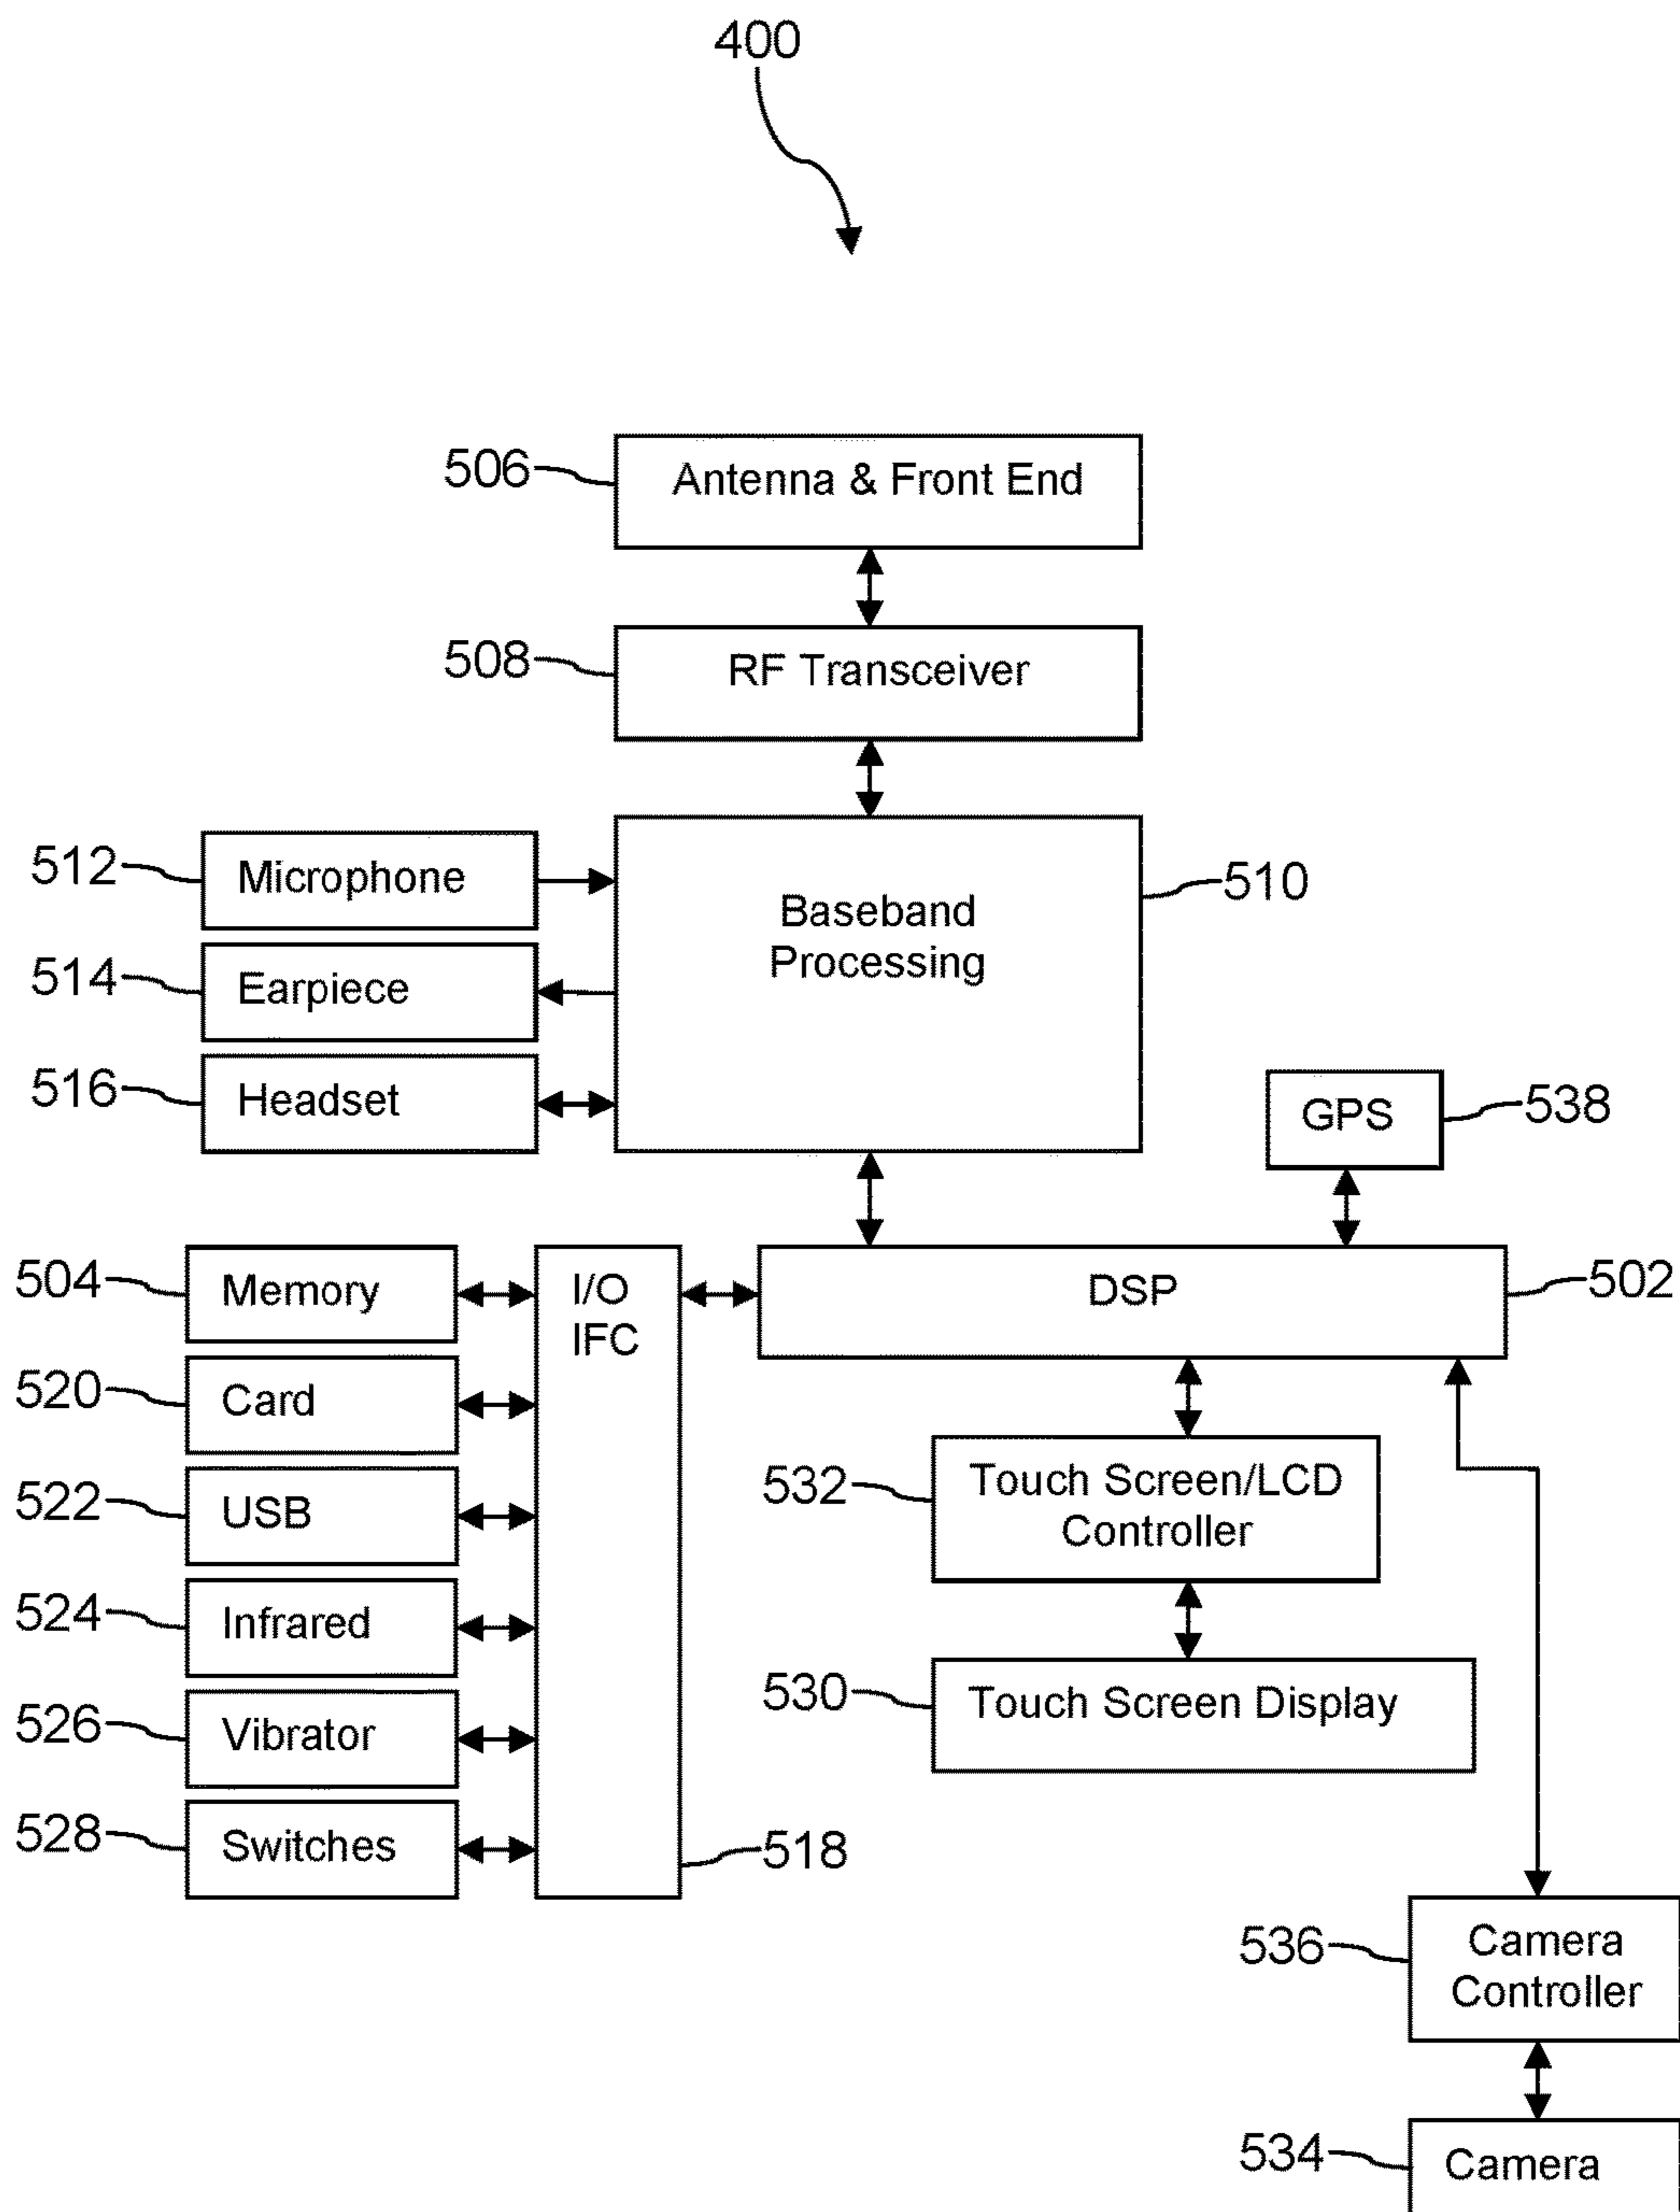 400
506
Antenna & Front End
508
RF Transceiver
512
Microphone
Baseband
Processing
510
514
Earpiece
516
Headset
GPS
538
504
Memory
I/O
IFC
DSP
502
520
Card
522
USB
532
Touch Screen/LCD
Controller
524
Infrared
530
Touch Screen Display
526
Vibrator
528
Switches
518
536
Camera
Controller
534
Camera